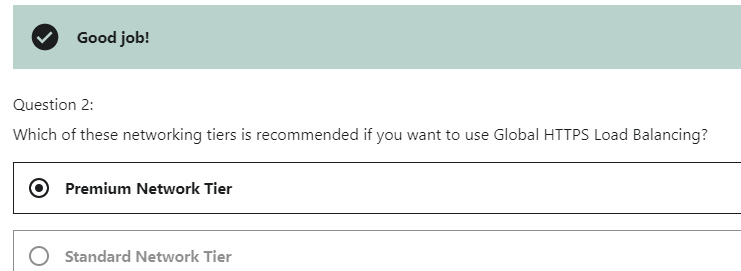 Good job!
Question 2:
Which of these networking tiers is recommended if you want to use Global HTTPS Load Balancing?
Premium Network Tier
Standard Network Tier